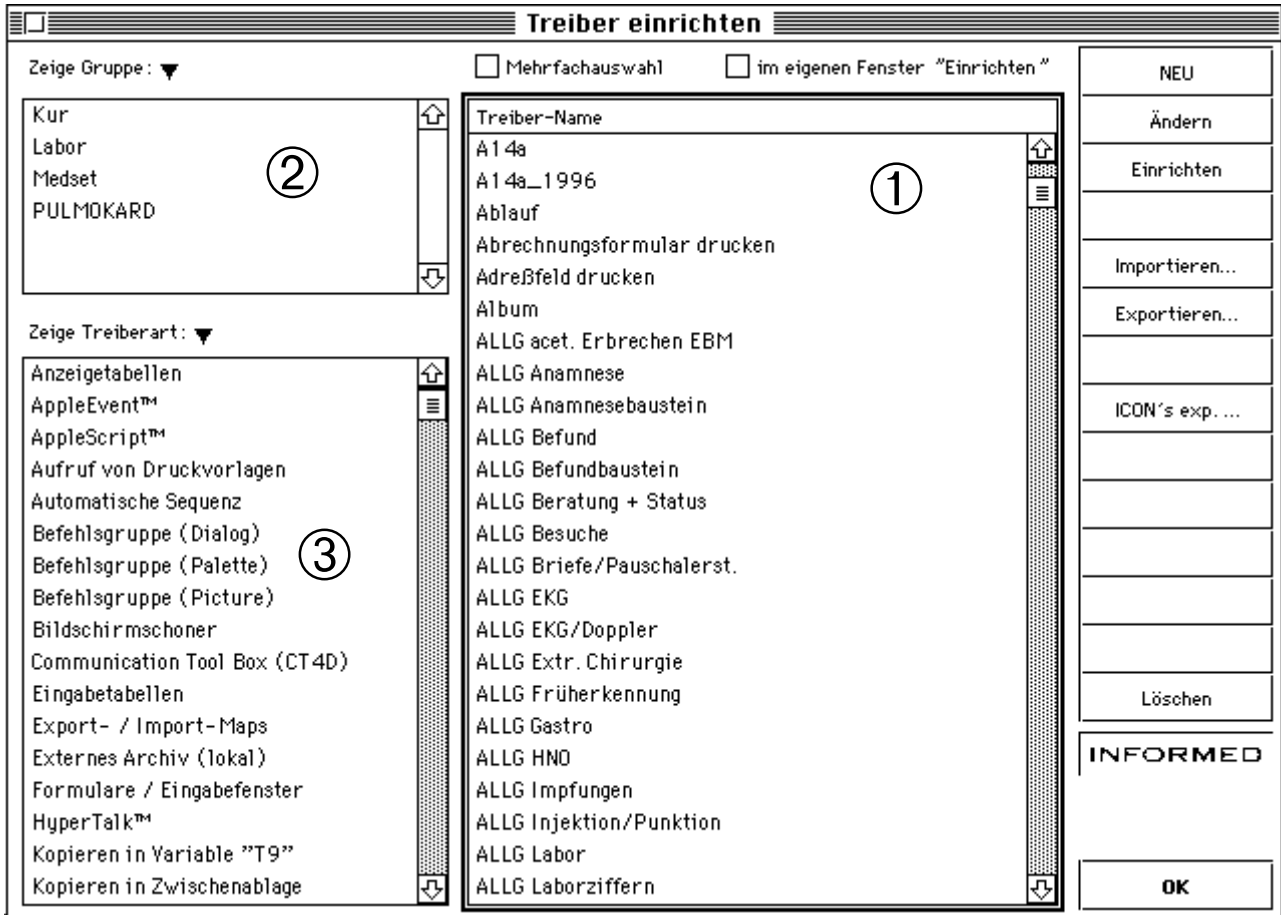 Treiber einrichten
Zeige Gruppe:
Mehrfachauswahl
im eigenen Fenster "Einrichten"
Kur
Labor
Medset
PULMOKARD
②
Zeige Treiberart:
Anzeigetabellen
AppleEvent™
AppleScript™
Aufruf von Druckvorlagen
Automatische Sequenz
Befehlsgruppe (Dialog)
Befehlsgruppe (Palette)
Befehlsgruppe (Picture)
Bildschirmschoner
Communication Tool Box (CT4D)
Eingabetabellen
Export- / Import-Maps
Externes Archiv (lokal)
Formulare / Eingabefenster
HyperTalk™
Kopieren in Variable "T9"
Kopieren in Zwischenablage
③
Treiber-Name
A14a
A14a_1996
Ablauf
Abrechnungsformular drucken
Adreßfeld drucken
Album
ALLG acet. Erbrechen EBM
ALLG Anamnese
ALLG Anamnesebaustein
ALLG Befund
ALLG Befundbaustein
ALLG Beratung + Status
ALLG Besuche
ALLG Briefe/Pauschalerst.
ALLG EKG
ALLG EKG/Doppler
ALLG Extr. Chirurgie
ALLG Früherkennung
ALLG Gastro
ALLG HNO
ALLG Impfungen
ALLG Injektion/Punktion
ALLG Labor
ALLG Laborziffern
①
NEU
Ändern
Einrichten
Importieren...
Exportieren...
ICON´s exp. ...
Löschen
INFORMED
OK